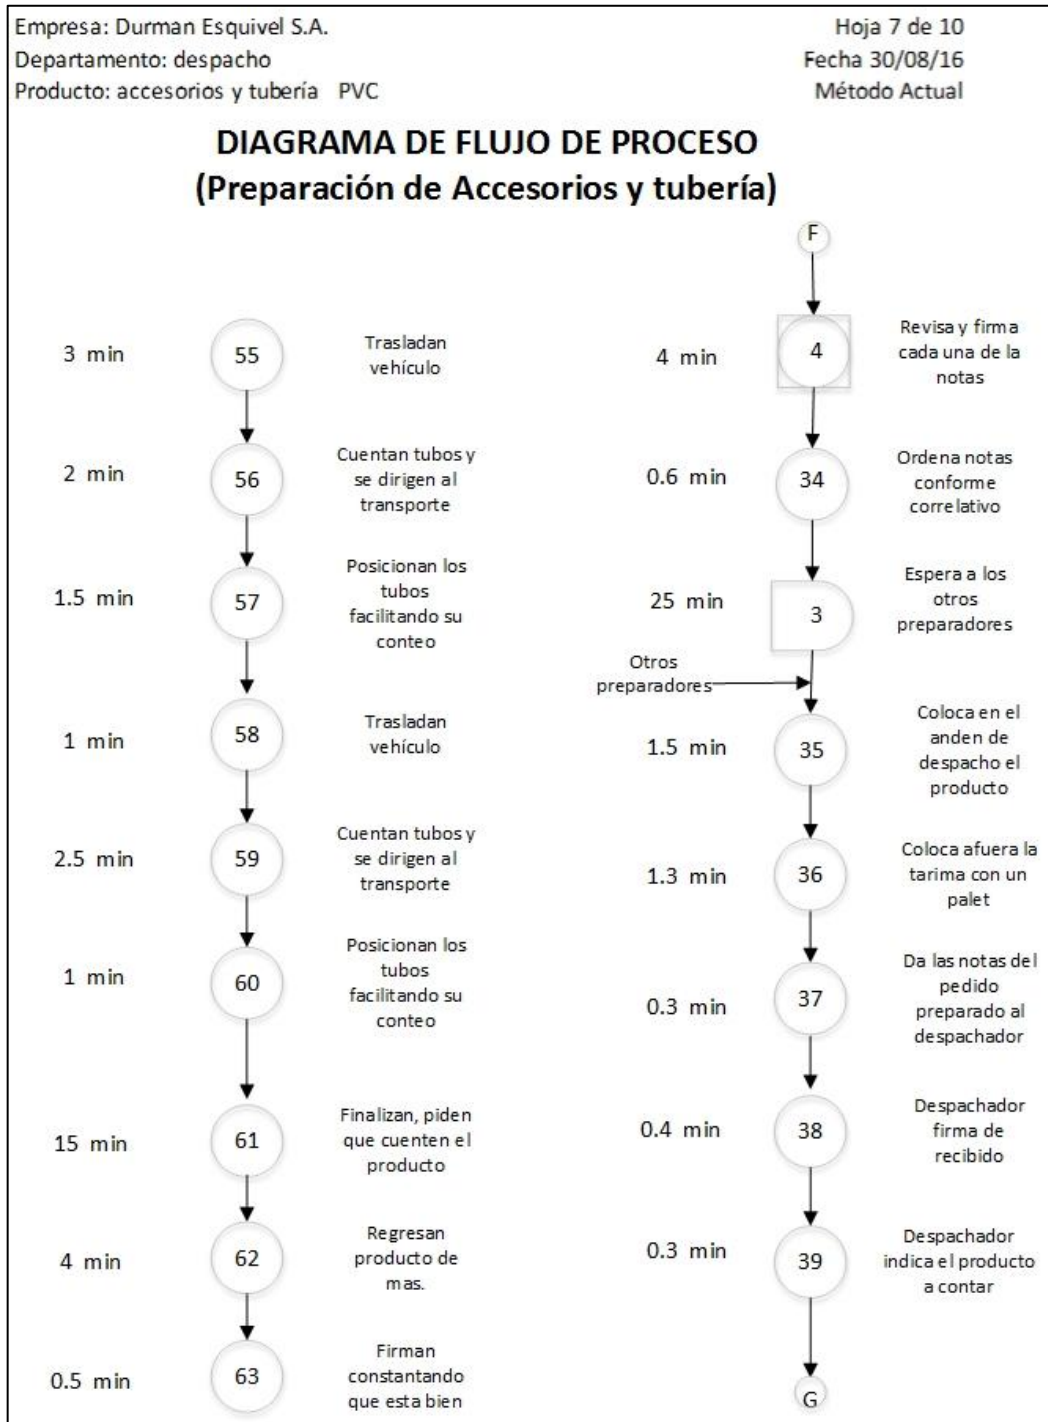 Empresa: Durman Esquivel S.A.
Hoja 7 de 10
Departamento: despacho
Fecha 30/08/16
Producto: accesorios y tubería PVC
Método Actual
DIAGRAMA DE FLUJO DE PROCESO
(Preparación de Accesorios y tubería)
3 min
55
Trasladan
vehículo
2 min
56
Cuentan tubos y
se dirigen al
transporte
1.5 min
57
Posicionan los
tubos
facilitando su
conteo
1 min
58
Trasladan
vehículo
2.5 min
59
Cuentan tubos y
se dirigen al
transporte
1 min
60
Posicionan los
tubos
facilitando su
conteo
15 min
61
Finalizan, piden
que cuenten el
producto
4 min
62
Regresan
producto de
mas.
0.5 min
63
Firman
constantando
que esta bien
F
4 min
4
Revisa y firma
cada una de la
notas
0.6 min
34
Ordena notas
conforme
correlativo
25 min
3
Espera a los
otros
preparadores
Otros
preparadores
1.5 min
35
Coloca en el
anden de
despacho el
producto
1.3 min
36
Coloca afuera la
tarima con un
palet
0.3 min
37
Da las notas del
pedido
preparado al
despachador
0.4 min
38
Despachador
firma de
recibido
0.3 min
39
Despachador
indica el producto
a contar
G